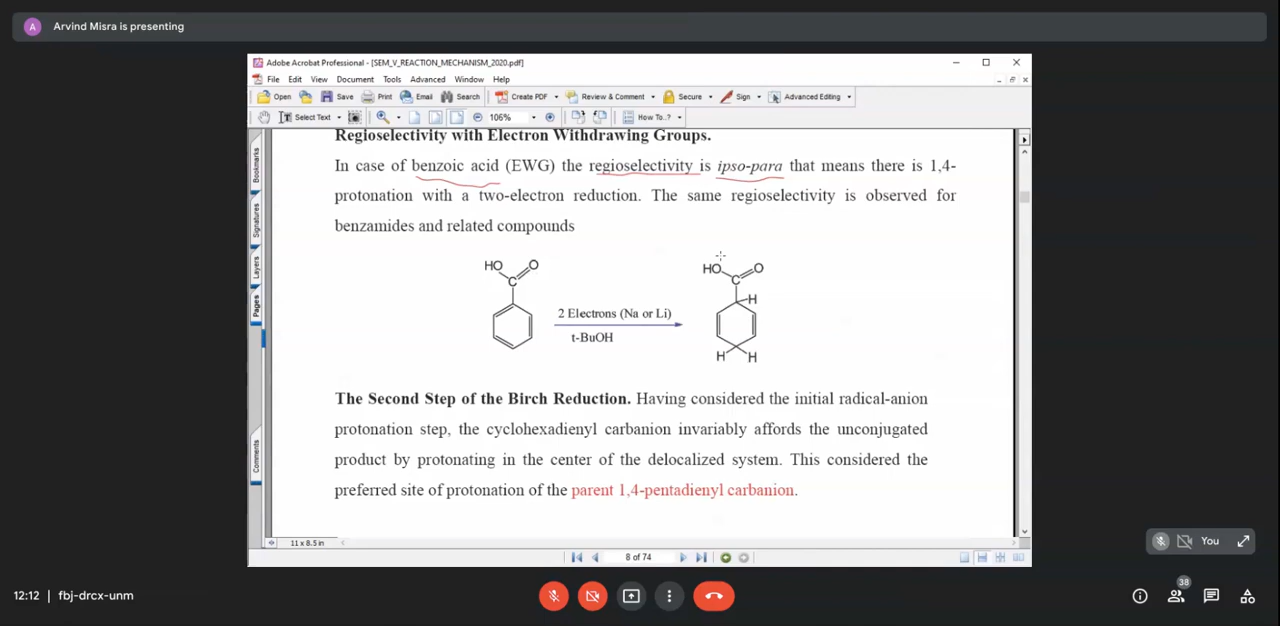 A Arvind Misra is presenting
Adobe Acrobat Professional - [SEM_V_REACTION_MECHANISM_2020.pdf]
File Edit View Document Tools Advanced Window Help
Open Save Print Email Search Create PDF Review & Comment Secure Sign Advanced Editing
Select Text 106% How To..?
Bookmarks
Signatures
Layers
Pages
Comments
Regioselectivity with Electron Withdrawing Groups.
In case of benzoic acid (EWG) the regioselectivity is ipso-para that means there is 1,4-
protonation with a two-electron reduction. The same regioselectivity is observed for
benzamides and related compounds
HO O
C
2 Electrons (Na or Li)
t-BuOH
HO O
C
H
H H
The Second Step of the Birch Reduction. Having considered the initial radical-anion
protonation step, the cyclohexadienyl carbanion invariably affords the unconjugated
product by protonating in the center of the delocalized system. This considered the
preferred site of protonation of the parent 1,4-pentadienyl carbanion.
11 x 8.5 in
8 of 74
You
12:12 | fbj-drcx-unm
38